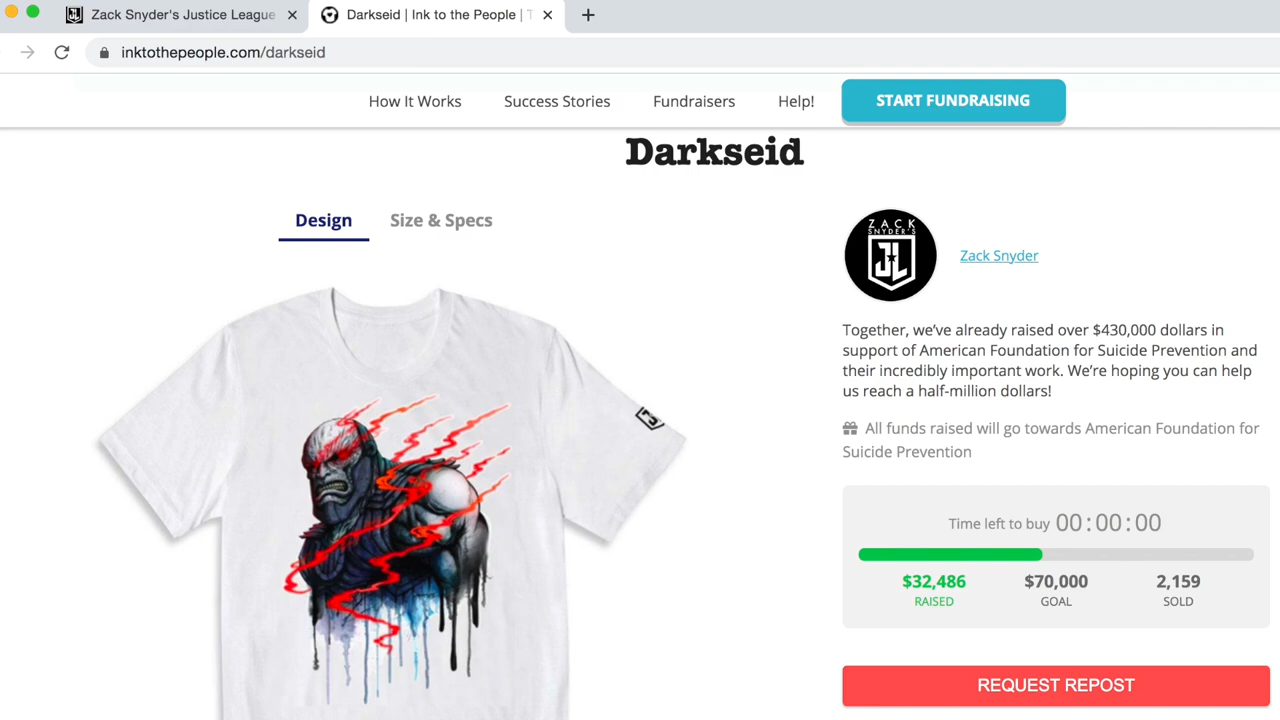 Zack Snyder's Justice League
Darkseid | Ink to the People |
inktothepeople.com/darkseid
How It Works
Success Stories
Fundraisers
Help!
START FUNDRAISING
Darkseid
Design
Size & Specs
ZACK
SNYDER'S
JL
Zack Snyder
Together, we’ve already raised over $430,000 dollars in
support of American Foundation for Suicide Prevention and
their incredibly important work. We’re hoping you can help
us reach a half-million dollars!
All funds raised will go towards American Foundation for
Suicide Prevention
Time left to buy 00:00:00
$32,486
RAISED
$70,000
GOAL
2,159
SOLD
REQUEST REPOST